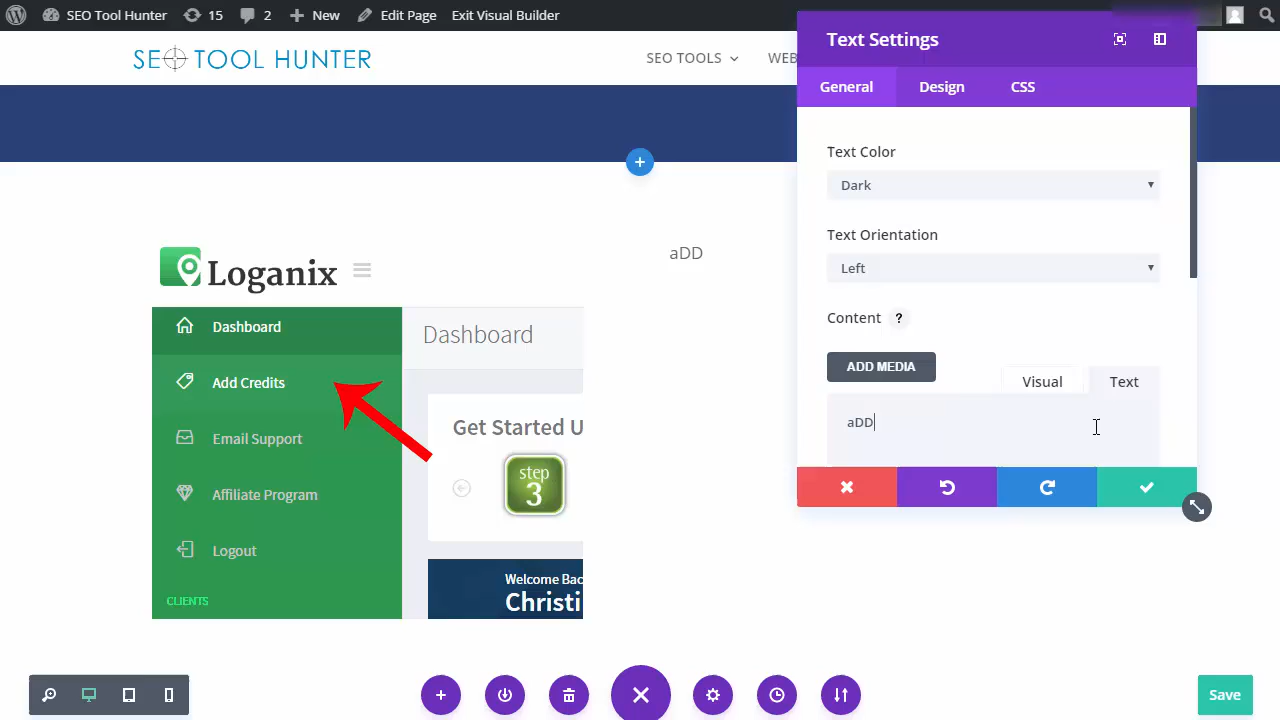 SEO Tool Hunter 15 2 New Edit Page Exit Visual Builder
SEO TOOL HUNTER
SEO TOOLS WEB
Text Settings
General Design CSS
Text Color
Dark
Text Orientation
Left
Content ?
ADD MEDIA
Visual Text
aDD
aDD
Loganix
Dashboard
Add Credits
Email Support
Affiliate Program
Logout
CLIENTS
Dashboard
Get Started U
step
3
Welcome Bac
Christi
Save